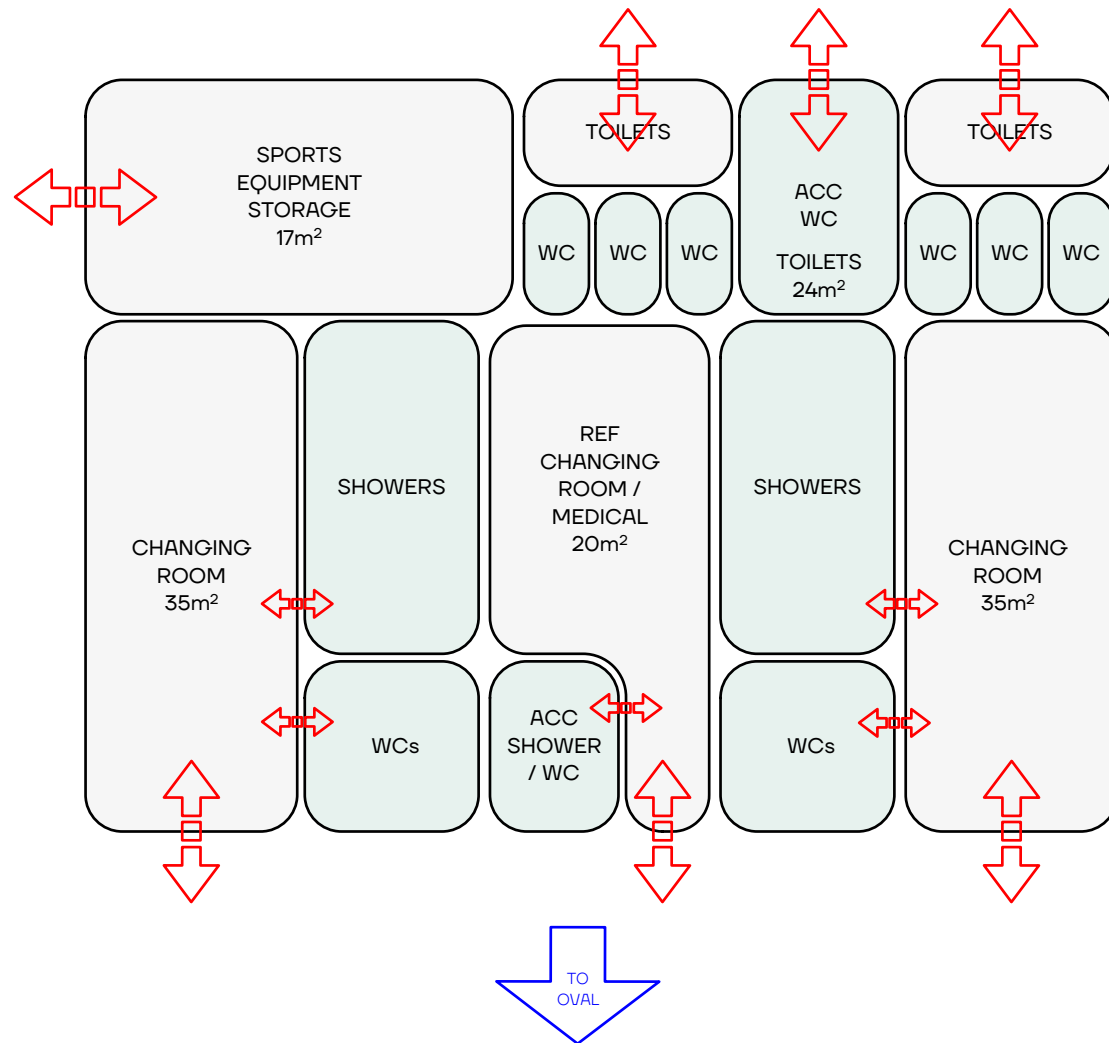 SPORTS
EQUIPMENT
STORAGE
17m²
TOILETS
ACC
WC
TOILETS
24m²
TOILETS
WC
WC
WC
WC
WC
WC
CHANGING
ROOM
35m²
SHOWERS
REF
CHANGING
ROOM /
MEDICAL
20m²
SHOWERS
CHANGING
ROOM
35m²
WCs
ACC
SHOWER
/ WC
WCs
TO
OVAL